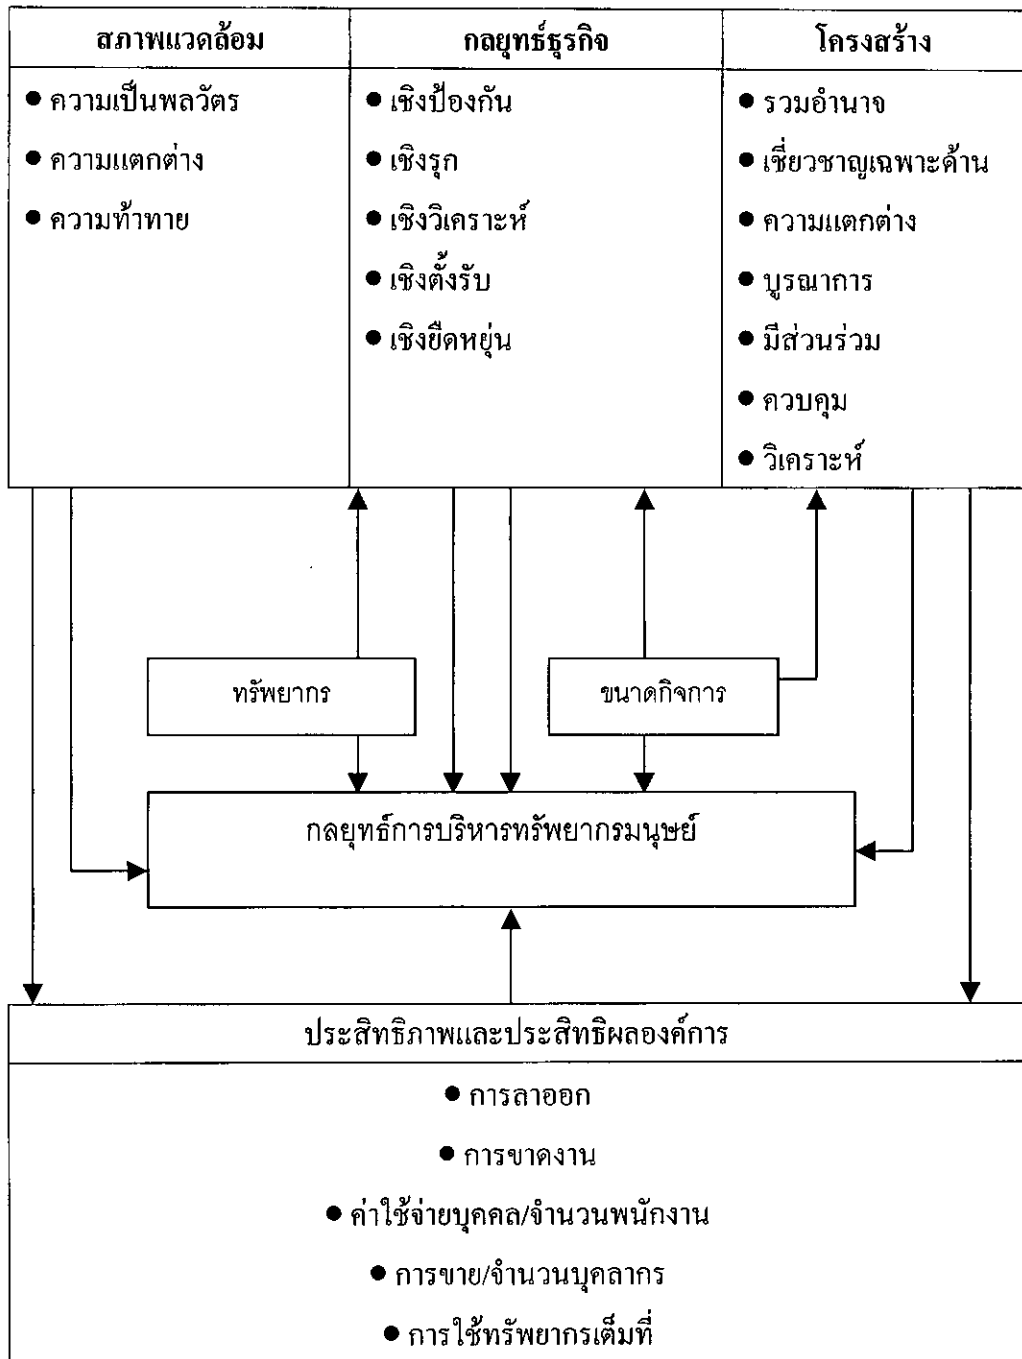 สภาพแวดล้อม
กลยุทธ์ธุรกิจ
โครงสร้าง
● ความเป็นพลวัตร
● ความแตกต่าง
● ความท้าทาย
● เชิงป้องกัน
● เชิงรุก
● เชิงวิเคราะห์
● เชิงตั้งรับ
● เชิงยืดหยุ่น
● รวมอำนาจ
● เชี่ยวชาญเฉพาะด้าน
● ความแตกต่าง
● บูรณาการ
● มีส่วนร่วม
● ควบคุม
● วิเคราะห์
ทรัพยากร
ขนาดกิจการ
กลยุทธ์การบริหารทรัพยากรมนุษย์
ประสิทธิภาพและประสิทธิผลองค์การ
● การลาออก
● การขาดงาน
● ค่าใช้จ่ายบุคคล/จำนวนพนักงาน
● การขาย/จำนวนบุคลากร
● การใช้ทรัพยากรเต็มที่